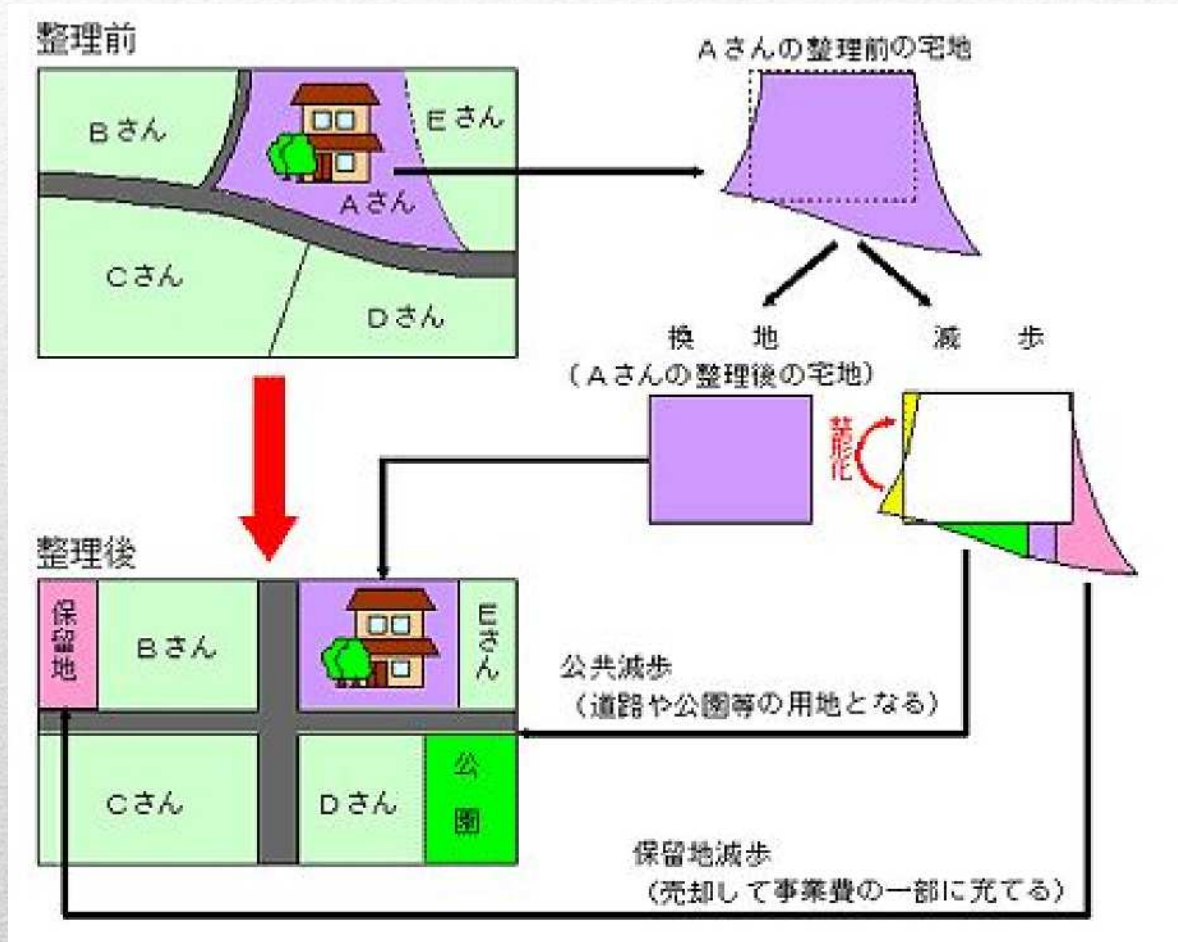 整理前
Aさんの整理前の宅地
Bさん
Eさん
Aさん
Cさん
Dさん
換 地
(Aさんの整理後の宅地)
減 歩
整形化
整理後
保留地
Bさん
Eさん
公共減歩
(道路や公園等の用地となる)
Cさん
Dさん
公園
保留地減歩
(売却して事業費の一部に充てる)